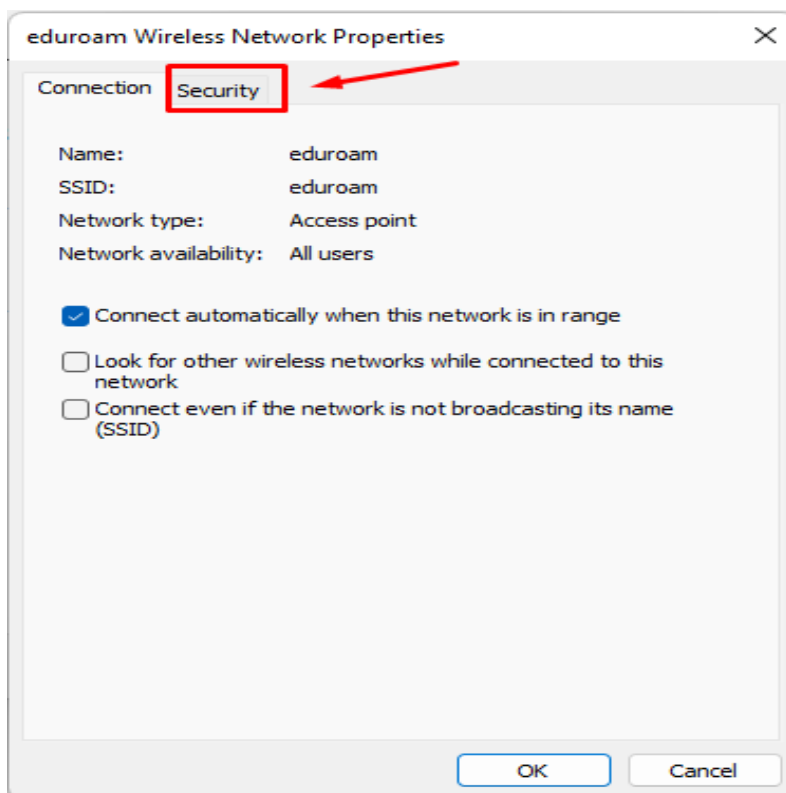 eduroam Wireless Network Properties
Connection Security
Name: eduroam
SSID: eduroam
Network type: Access point
Network availability: All users
Connect automatically when this network is in range
Look for other wireless networks while connected to this
network
Connect even if the network is not broadcasting its name
(SSID)
OK Cancel